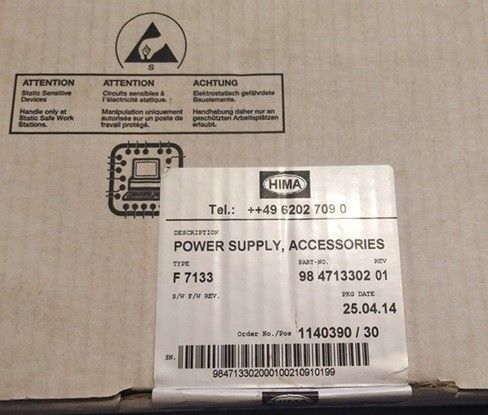 S
ATTENTION
Static Sensitive
Devices
Handle only at
Static Safe Work
Stations.
ATTENTION
Circuits sensibles à
l'électricité statique.
Manipulation uniquement
autorisée sur un poste de
travail protégé.
ACHTUNG
Elektrostatisch gefährdete
Bauelemente.
Handhabung daher nur an
geschützten Arbeitsplätzen
erlaubt.
HIMA
Tel.: ++49 6202 709 0
DESCRIPTION
POWER SUPPLY, ACCESSORIES
TYPE PART-NO. REV
F 7133 98 4713302 01
S/W F/W REV. PKG DATE
25.04.14
Order No./Pos 1140390 / 30
SN.
984713302000100210910199